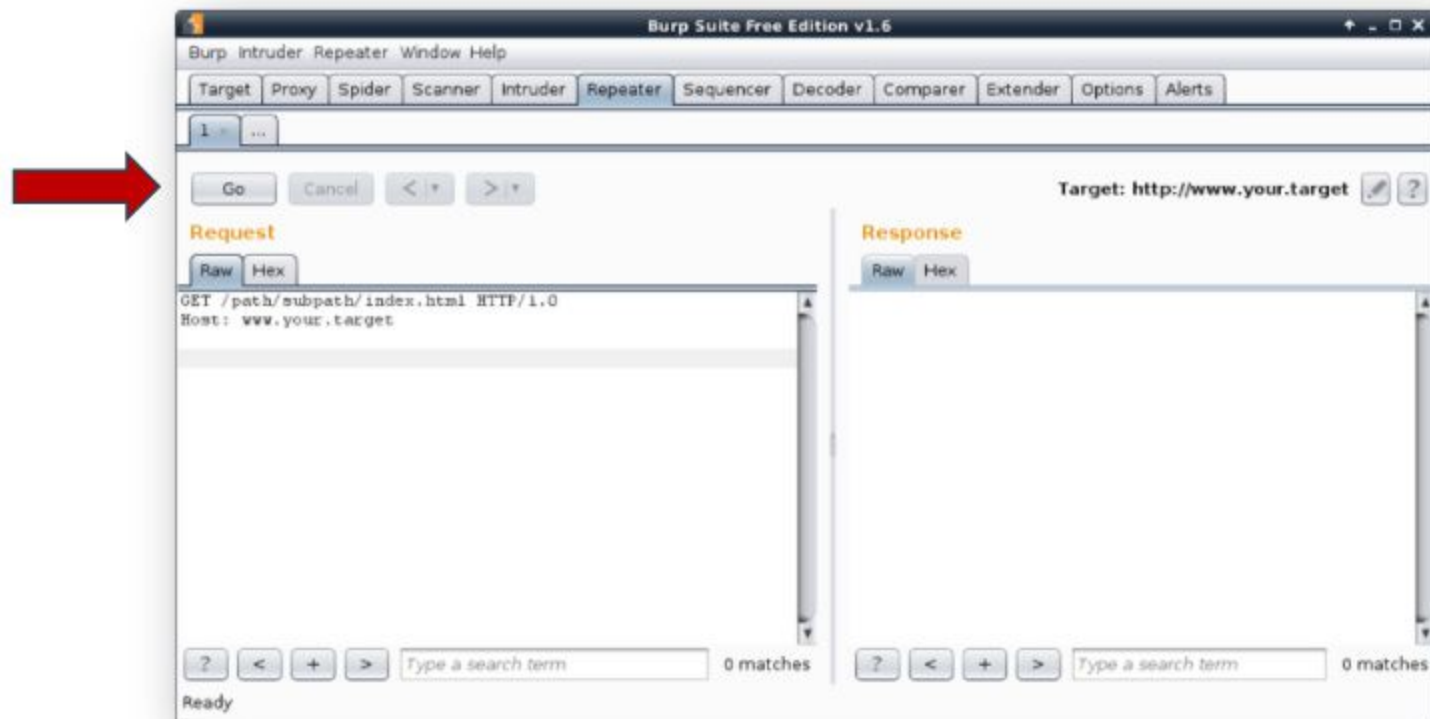 Burp Suite Free Edition v1.6
Burp Intruder Repeater Window Help
Target Proxy Spider Scanner Intruder Repeater Sequencer Decoder Comparer Extender Options Alerts
1 × ...
Go Cancel < > Target: http://www.your.target ?
Request Response
Raw Hex Raw Hex
GET /path/subpath/index.html HTTP/1.0
Host: www.your.target
? < + > Type a search term 0 matches ? < + > Type a search term 0 matches
Ready